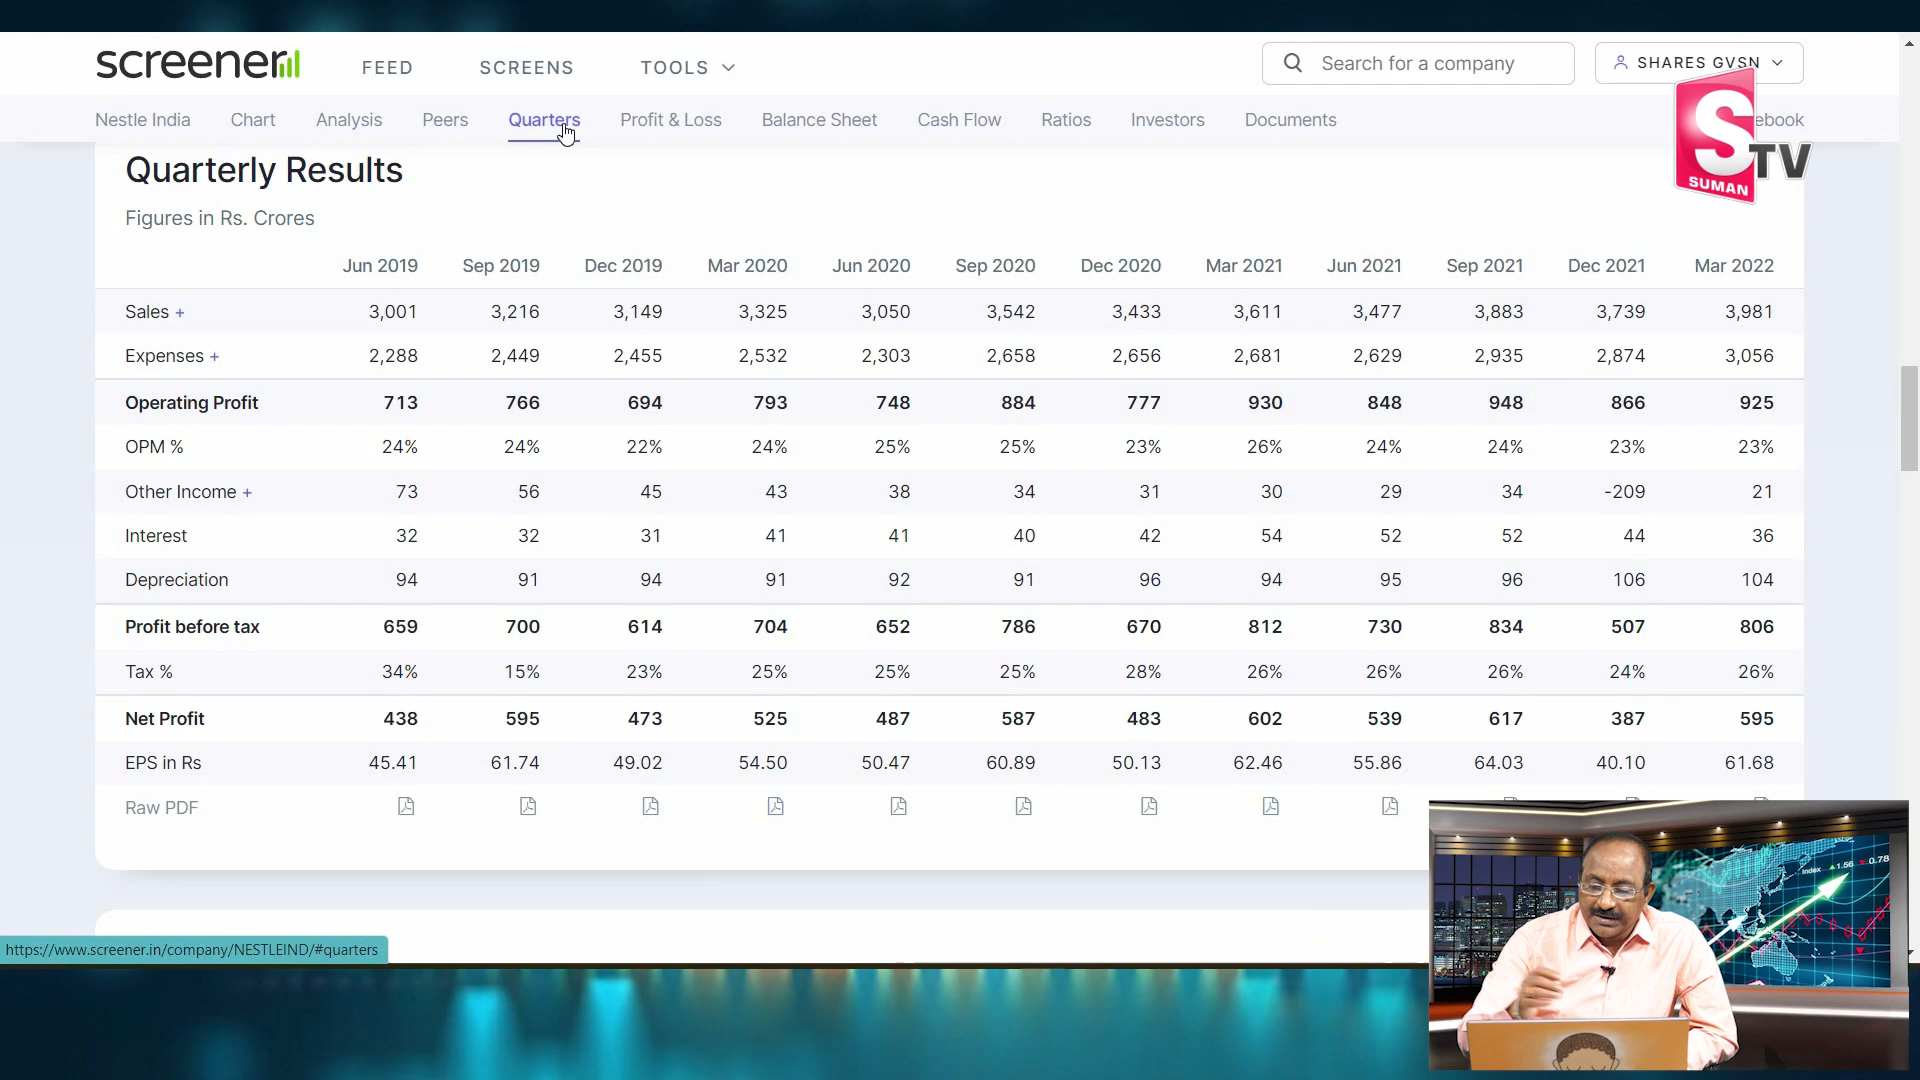 screener
FEED
SCREENS
TOOLS
Search for a company
SHARES GVSN
Nestle India
Chart
Analysis
Peers
Quarters
Profit & Loss
Balance Sheet
Cash Flow
Ratios
Investors
Documents
ebook
S TV
SUMAN
Quarterly Results
Figures in Rs. Crores
Jun 2019 Sep 2019 Dec 2019 Mar 2020 Jun 2020 Sep 2020 Dec 2020 Mar 2021 Jun 2021 Sep 2021 Dec 2021 Mar 2022
Sales + 3,001 3,216 3,149 3,325 3,050 3,542 3,433 3,611 3,477 3,883 3,739 3,981
Expenses + 2,288 2,449 2,455 2,532 2,303 2,658 2,656 2,681 2,629 2,935 2,874 3,056
Operating Profit 713 766 694 793 748 884 777 930 848 948 866 925
OPM % 24% 24% 22% 24% 25% 25% 23% 26% 24% 24% 23% 23%
Other Income + 73 56 45 43 38 34 31 30 29 34 -209 21
Interest 32 32 31 41 41 40 42 54 52 52 44 36
Depreciation 94 91 94 91 92 91 96 94 95 96 106 104
Profit before tax 659 700 614 704 652 786 670 812 730 834 507 806
Tax % 34% 15% 23% 25% 25% 25% 28% 26% 26% 26% 24% 26%
Net Profit 438 595 473 525 487 587 483 602 539 617 387 595
EPS in Rs 45.41 61.74 49.02 54.50 50.47 60.89 50.13 62.46 55.86 64.03 40.10 61.68
Raw PDF
Index 1.56 0.78
https://www.screener.in/company/NESTLEIND/#quarters